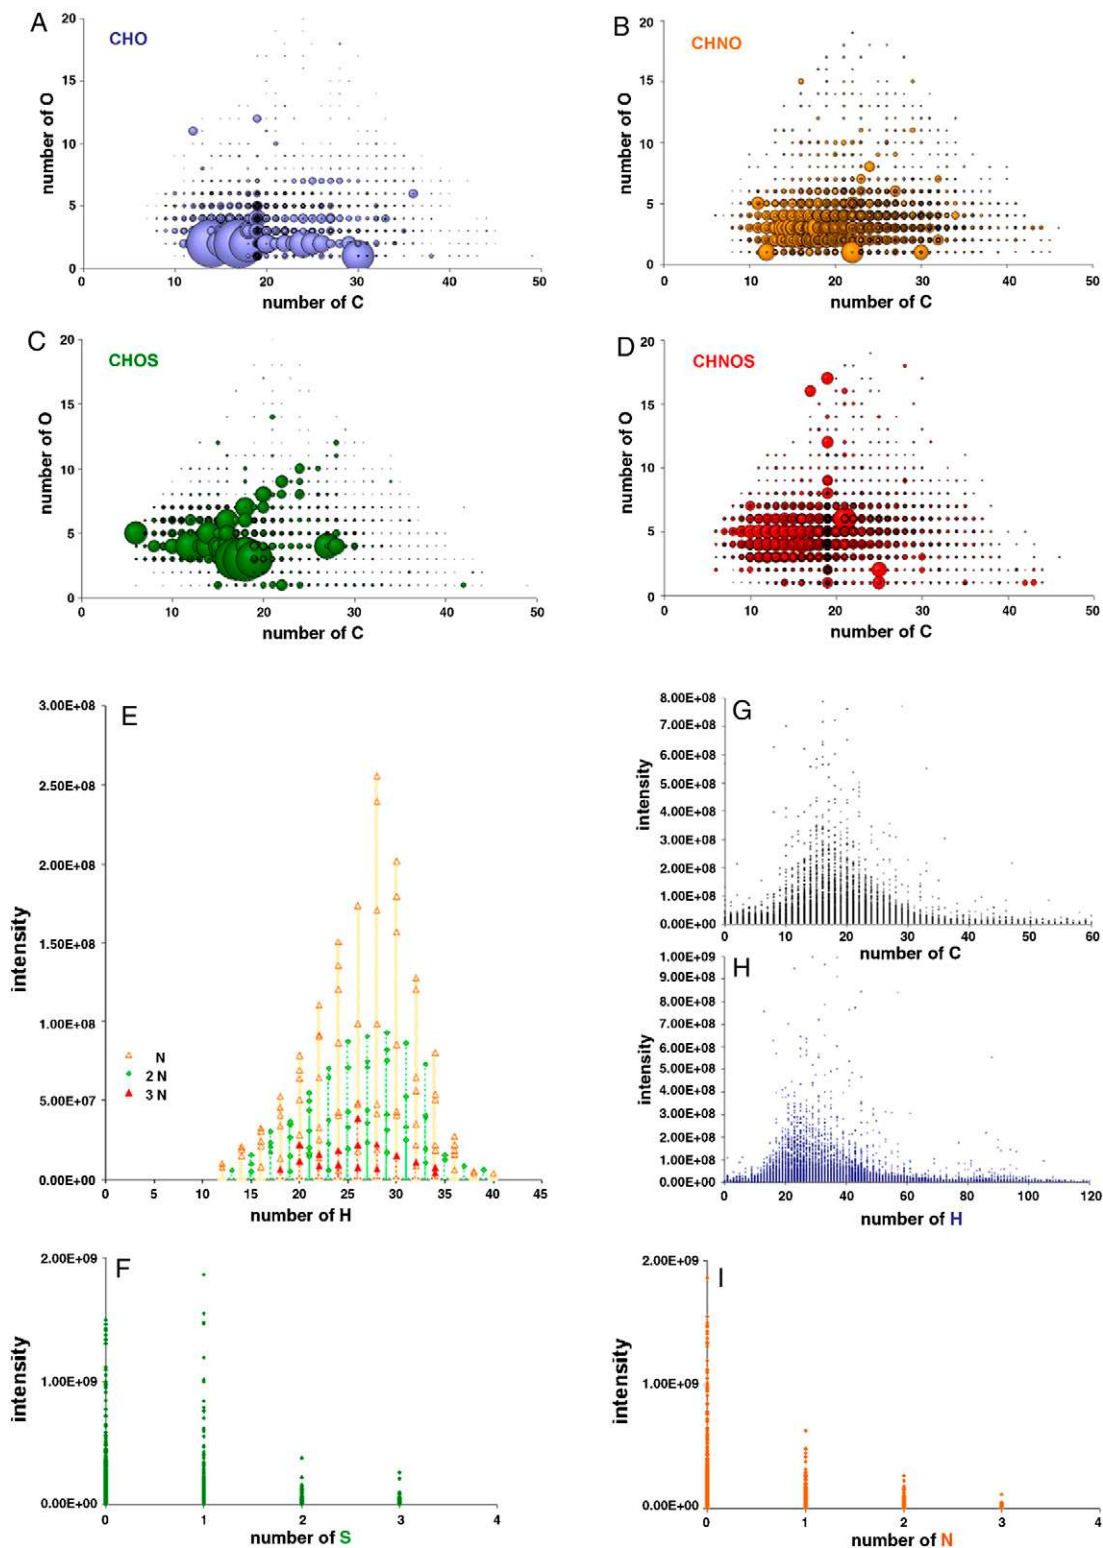 A
CHO
number of O
20
15
10
5
0
0 10 20 30 40 50
number of C
B
CHNO
number of O
20
15
10
5
0
0 10 20 30 40 50
number of C
C
CHOS
number of O
20
15
10
5
0
0 10 20 30 40 50
number of C
D
CHNOS
number of O
20
15
10
5
0
0 10 20 30 40 50
number of C
E
intensity
3.00E+08
2.50E+08
2.00E+08
1.50E+08
1.00E+08
5.00E+07
0.00E+00
N
2 N
3 N
0 5 10 15 20 25 30 35 40 45
number of H
G
intensity
8.00E+08
7.00E+08
6.00E+08
5.00E+08
4.00E+08
3.00E+08
2.00E+08
1.00E+08
0.00E+00
0 10 20 30 40 50 60
number of C
H
intensity
1.00E+09
9.00E+08
8.00E+08
7.00E+08
6.00E+08
5.00E+08
4.00E+08
3.00E+08
2.00E+08
1.00E+08
0.00E+00
0 20 40 60 80 100 120
number of H
F
intensity
2.00E+09
1.00E+09
0.00E+00
0 1 2 3 4
number of S
I
intensity
2.00E+09
1.00E+09
0.00E+00
0 1 2 3 4
number of N